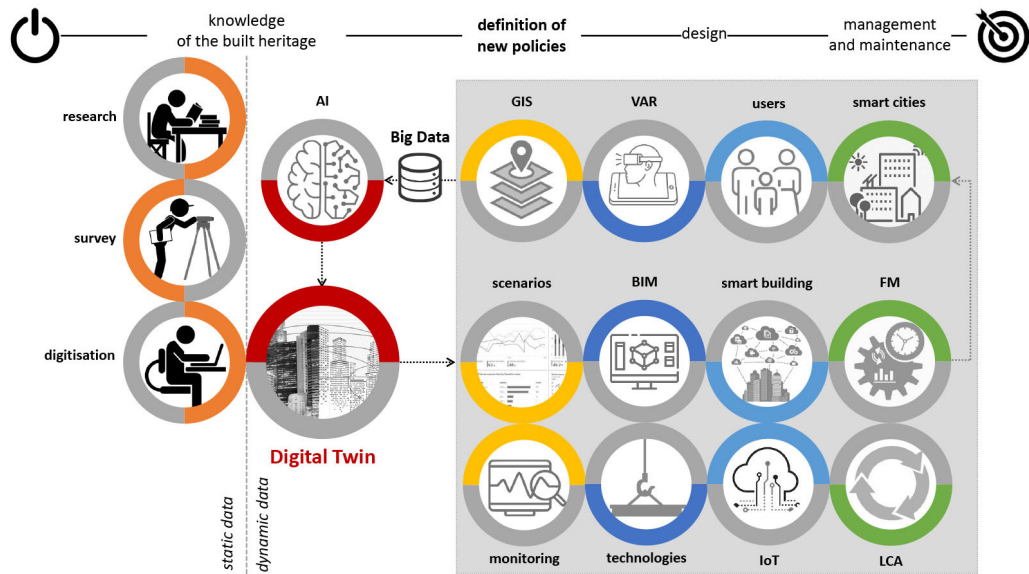 knowledge
of the built heritage
definition of
new policies
design
management
and maintenance
research
survey
digitisation
AI
Big Data
GIS
VAR
users
smart cities
scenarios
BIM
smart building
FM
Digital Twin
monitoring
technologies
IoT
LCA
static data
dynamic data